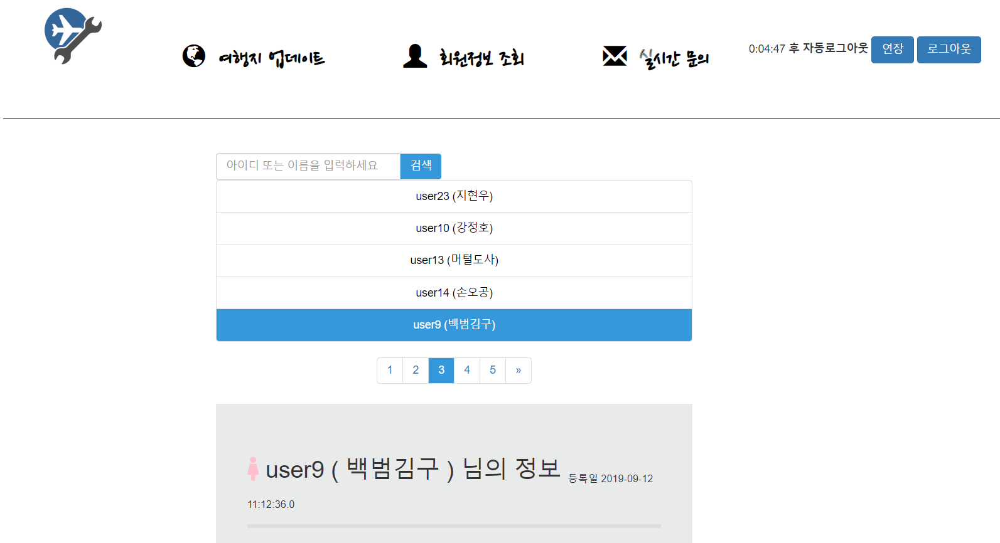 여행지 업데이트
회원정보 조회
실시간 문의
0:04:47 후 자동로그아웃
연장
로그아웃
아이디 또는 이름을 입력하세요
검색
user23 (지현우)
user10 (강정호)
user13 (머털도사)
user14 (손오공)
user9 (백범김구)
1 2 3 4 5 »
user9 ( 백범김구 ) 님의 정보 등록일 2019-09-12
11:12:36.0